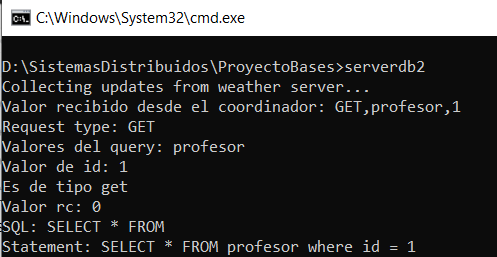 C:\Windows\System32\cmd.exe
D:\SistemasDistribuidos\ProyectoBases>serverdb2
Collecting updates from weather server...
Valor recibido desde el coordinador: GET,profesor,1
Request type: GET
Valores del query: profesor
Valor de id: 1
Es de tipo get
Valor rc: 0
SQL: SELECT * FROM
Statement: SELECT * FROM profesor where id = 1